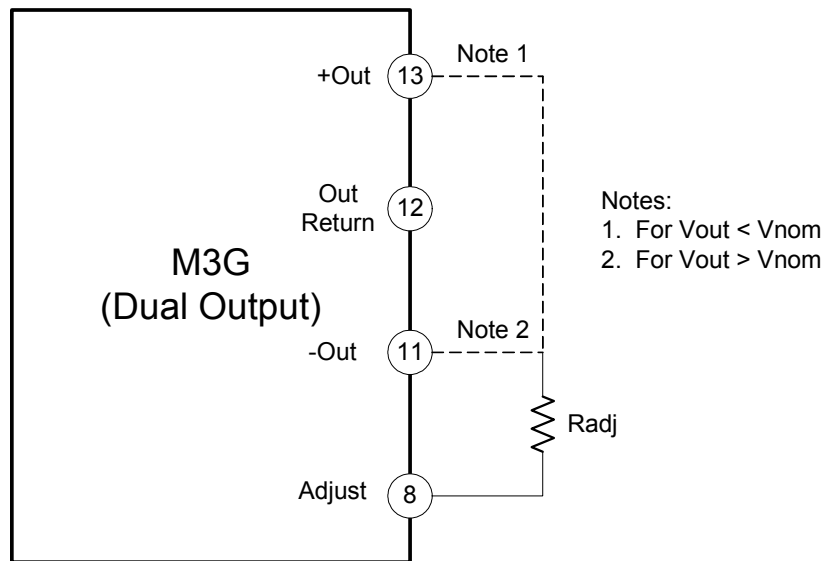 Note 1
+Out
13
Out
Return
12
Notes:
1. For Vout < Vnom
2. For Vout > Vnom
M3G
(Dual Output)
Note 2
-Out
11
Radj
Adjust
8